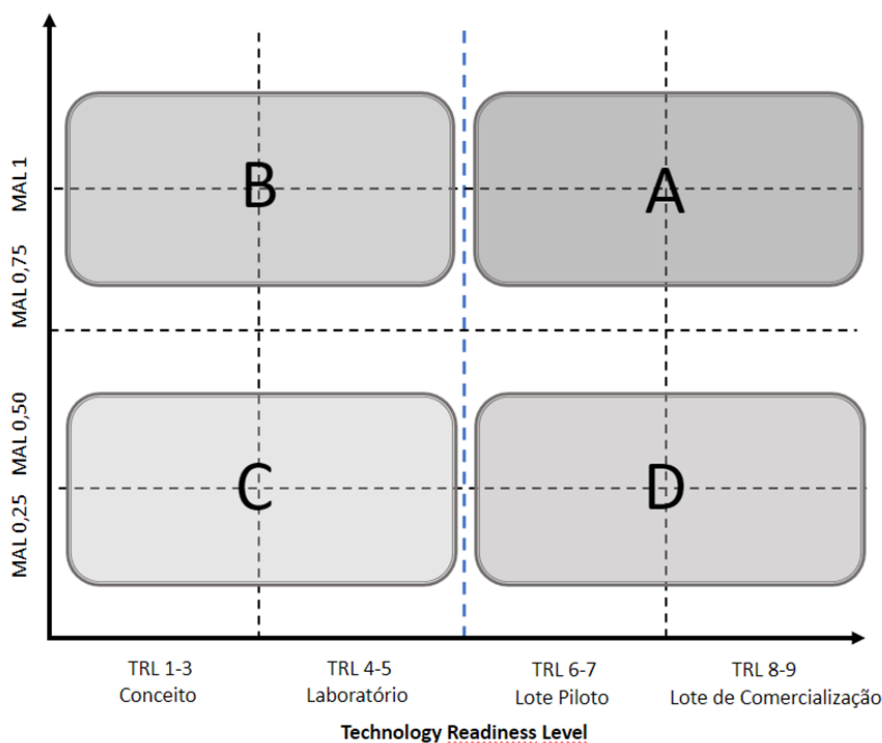 MAL 1
B
A
MAL 0,75
MAL 0,50
C
D
MAL 0,25
TRL 1-3
Conceito
TRL 4-5
Laboratório
TRL 6-7
Lote Piloto
TRL 8-9
Lote de Comercialização
Technology Readiness Level